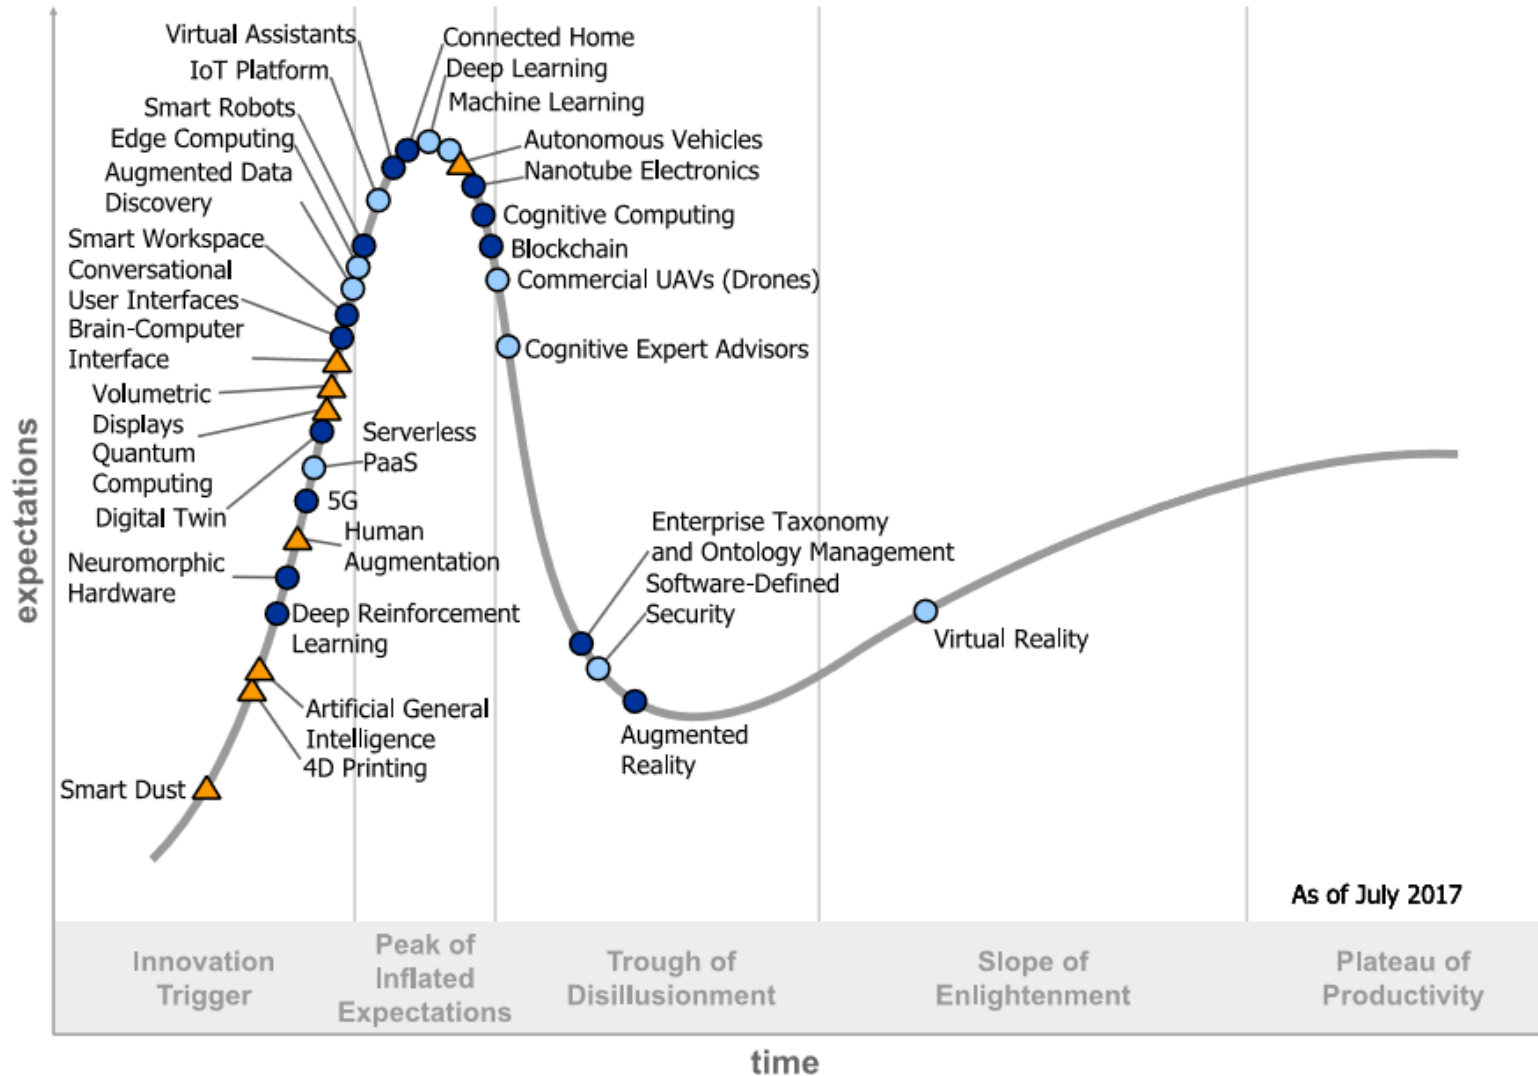 Virtual Assistants
IoT Platform
Smart Robots
Edge Computing
Augmented Data
Discovery
Smart Workspace
Conversational
User Interfaces
Brain-Computer
Interface
Volumetric
Displays
Quantum
Computing
Digital Twin
Neuromorphic
Hardware
Smart Dust
Connected Home
Deep Learning
Machine Learning
Autonomous Vehicles
Nanotube Electronics
Cognitive Computing
Blockchain
Commercial UAVs (Drones)
Cognitive Expert Advisors
Serverless
PaaS
5G
Human
Augmentation
Deep Reinforcement
Learning
Artificial General
Intelligence
4D Printing
Enterprise Taxonomy
and Ontology Management
Software-Defined
Security
Augmented
Reality
Virtual Reality
As of July 2017
expectations
Innovation
Trigger
Peak of
Inflated
Expectations
Trough of
Disillusionment
Slope of
Enlightenment
Plateau of
Productivity
time